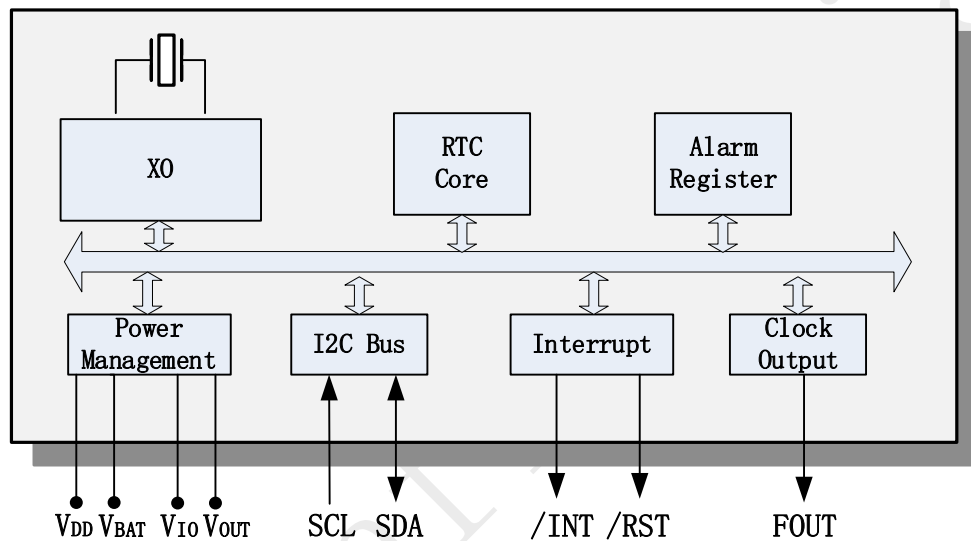 XO
RTC
Core
Alarm
Register
Power
Management
I2C Bus
Interrupt
Clock
Output
VDD VBAT VIO VOUT SCL SDA /INT /RST FOUT